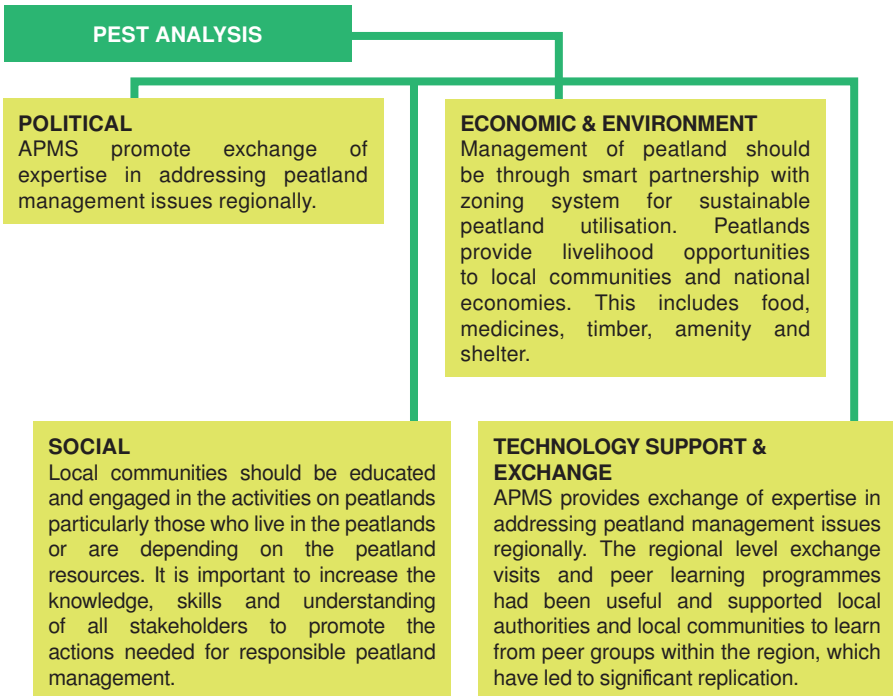 PEST ANALYSIS
POLITICAL
APMS promote exchange of
expertise in addressing peatland
management issues regionally.
ECONOMIC & ENVIRONMENT
Management of peatland should
be through smart partnership with
zoning system for sustainable
peatland utilisation. Peatlands
provide livelihood opportunities
to local communities and national
economies. This includes food,
medicines, timber, amenity and
shelter.
SOCIAL
Local communities should be educated
and engaged in the activities on peatlands
particularly those who live in the peatlands
or are depending on the peatland
resources. It is important to increase the
knowledge, skills and understanding
of all stakeholders to promote the
actions needed for responsible peatland
management.
TECHNOLOGY SUPPORT &
EXCHANGE
APMS provides exchange of expertise in
addressing peatland management issues
regionally. The regional level exchange
visits and peer learning programmes
had been useful and supported local
authorities and local communities to learn
from peer groups within the region, which
have led to significant replication.